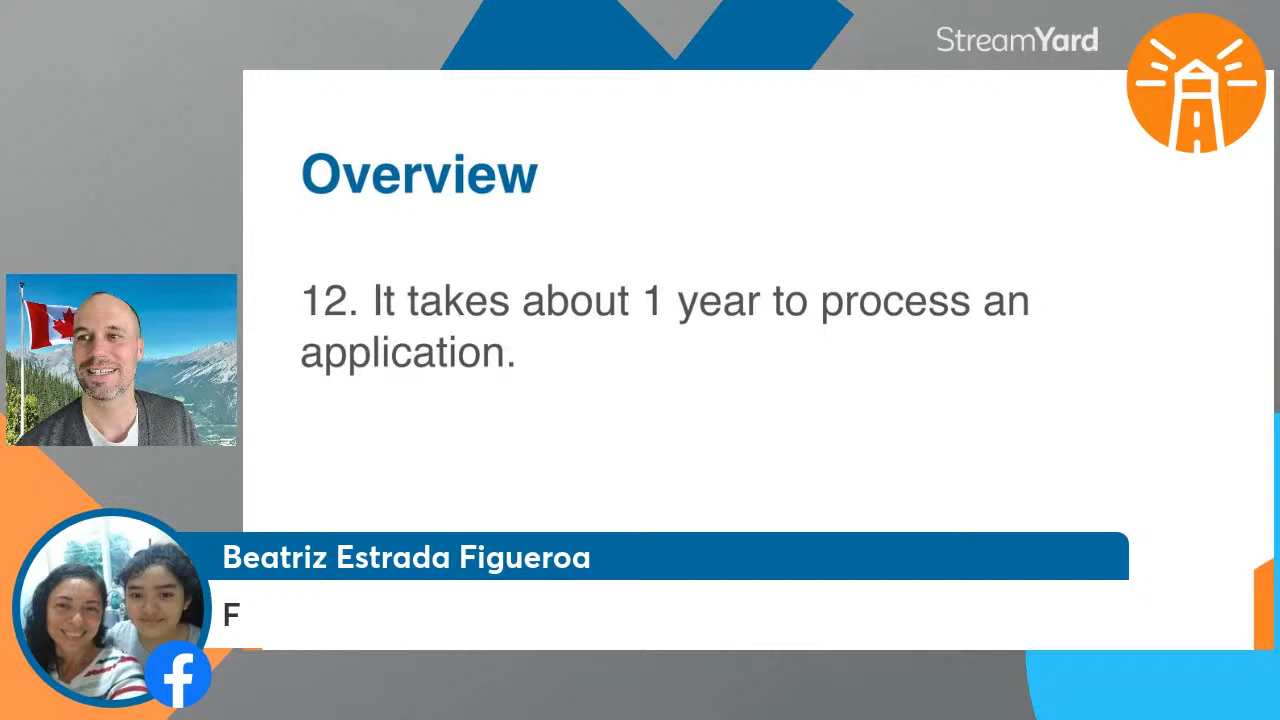 StreamYard
Overview
12. It takes about 1 year to process an
application.
Beatriz Estrada Figueroa
F